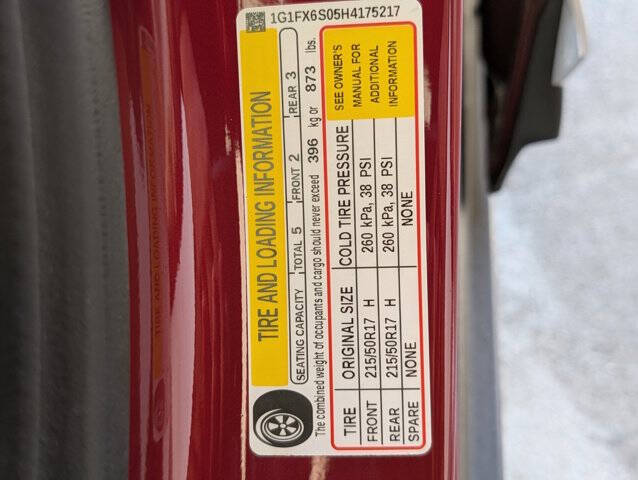 1G1FX6S05H4175217
TIRE AND LOADING INFORMATION
SEATING CAPACITY TOTAL 5 FRONT 2 REAR 3
The combined weight of occupants and cargo should never exceed 396 kg or 873 lbs.
TIRE ORIGINAL SIZE COLD TIRE PRESSURE SEE OWNER'S
FRONT 215/50R17 H 260 kPa, 38 PSI MANUAL FOR
REAR 215/50R17 H 260 kPa, 38 PSI ADDITIONAL
SPARE NONE NONE INFORMATION